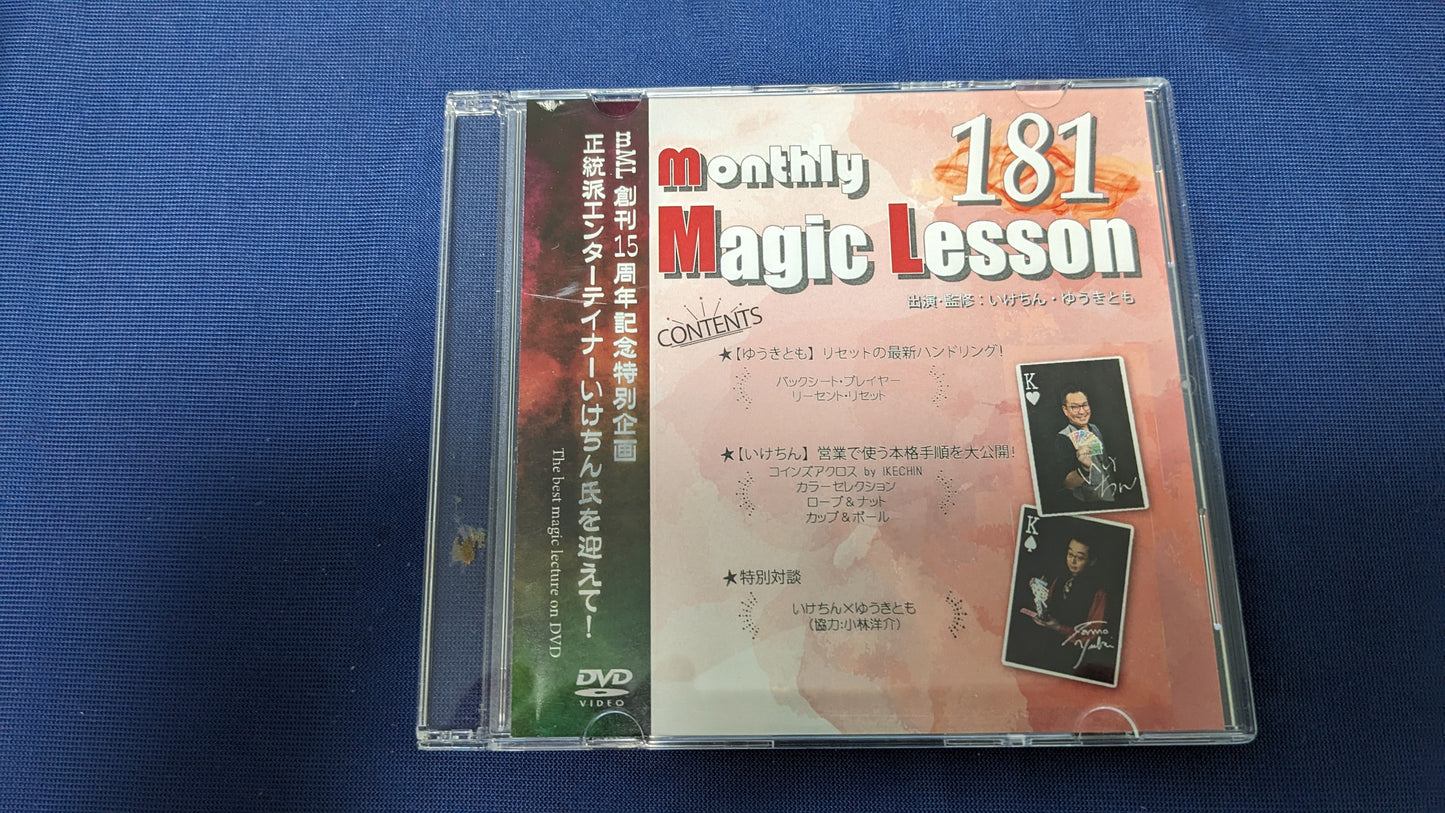 mML 創刊15周年記念特別企画
正統派エンターテイナーいけちん氏を迎えて!
The best magic lecture on DVD
DVD
VIDEO
181
monthly
Magic Lesson
出演・監修：いけちん・ゆうきとも
CONTENTS
★【ゆうきとも】リセットの最新ハンドリング!
パックシート・プレイヤー
リーセント・リセット
★【いけちん】営業で使う本格手順を大公開!
コインズアクロス by IKECHIN
カラーセレクション
ロープ＆ナット
カップ＆ボール
★特別対談
いけちん×ゆうきとも
(協力:小林洋介)
K
K
Tomo
Yuki